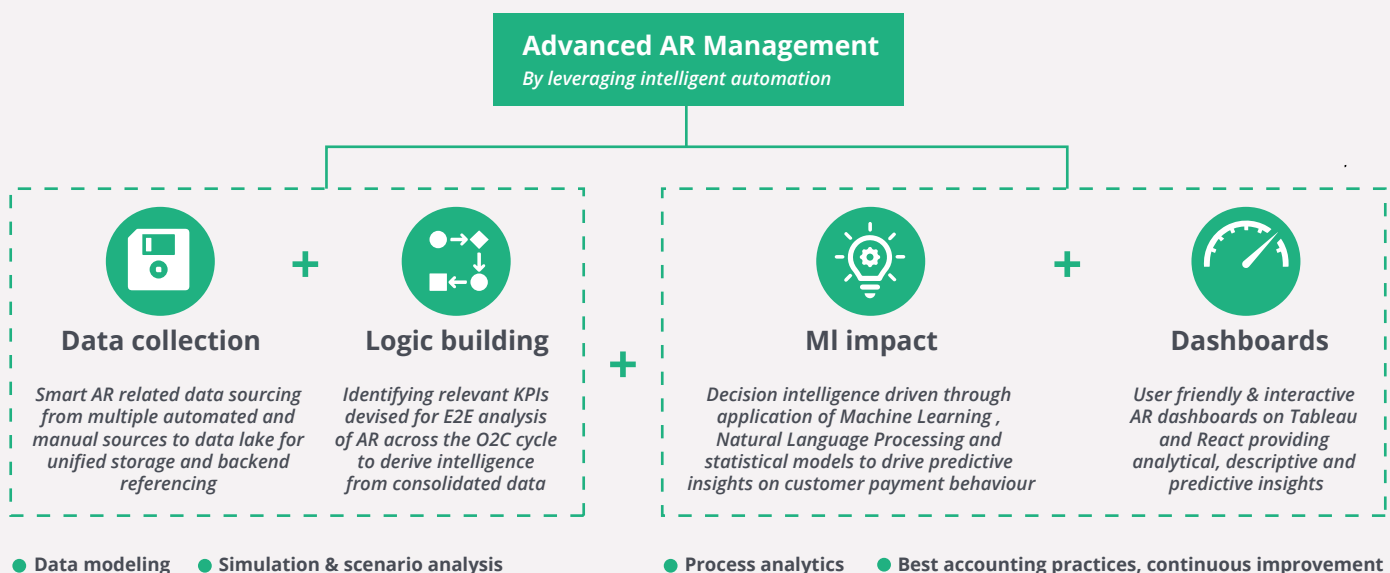 Advanced AR Management
By leveraging intelligent automation
Data collection
Smart AR related data sourcing
from multiple automated and
manual sources to data lake for
unified storage and backend
referencing
Logic building
Identifying relevant KPIs
devised for E2E analysis
of AR across the O2C cycle
to derive intelligence
from consolidated data
Ml impact
Decision intelligence driven through
application of Machine Learning ,
Natural Language Processing and
statistical models to drive predictive
insights on customer payment behaviour
Dashboards
User friendly & interactive
AR dashboards on Tableau
and React providing
analytical, descriptive and
predictive insights
Data modeling
Simulation & scenario analysis
Process analytics
Best accounting practices, continuous improvement